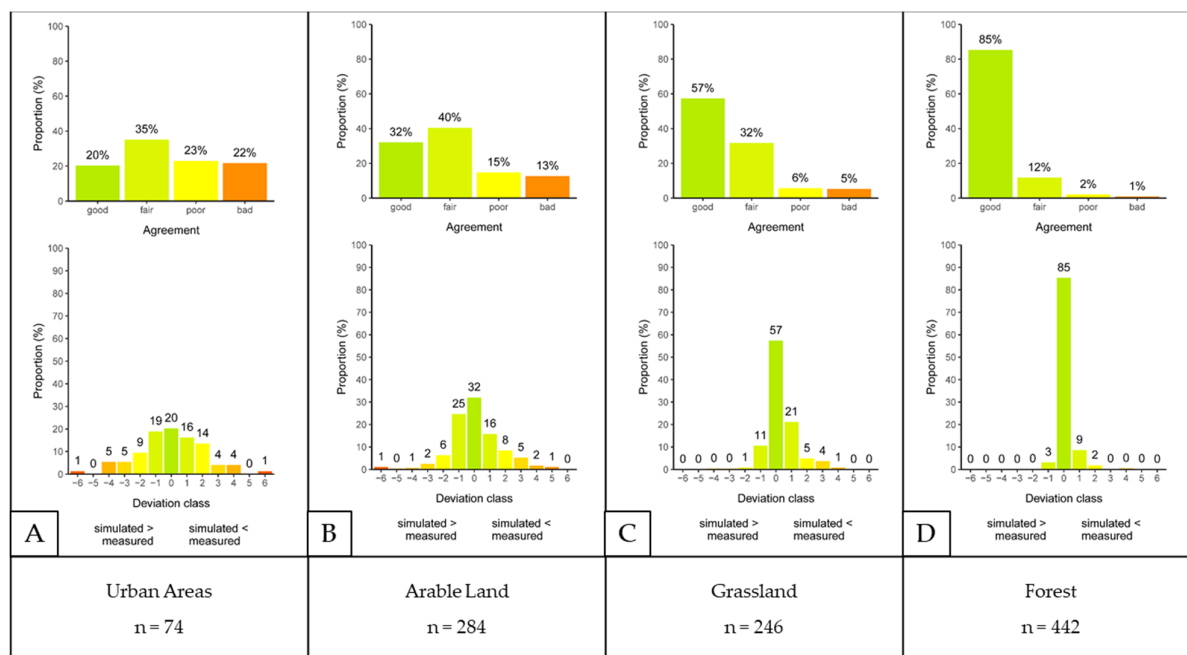 100
80
60
40
20
0
Proportion (%)
20%
35%
23%
22%
good fair poor bad
Agreement
100
90
80
70
60
50
40
30
20
10
0
Proportion (%)
1 0 5 5 9 19 20 16 14 4 4 0 1
−6 −5 −4 −3 −2 −1 0 1 2 3 4 5 6
Deviation class
simulated > simulated <
measured measured
A
Urban Areas
n = 74
100
80
60
40
20
0
Proportion (%)
32%
40%
15%
13%
good fair poor bad
Agreement
100
90
80
70
60
50
40
30
20
10
0
Proportion (%)
1 0 1 2 6 25 32 16 8 5 2 1 0
−6 −5 −4 −3 −2 −1 0 1 2 3 4 5 6
Deviation class
simulated > simulated <
measured measured
B
Arable Land
n = 284
100
80
60
40
20
0
Proportion (%)
57%
32%
6%
5%
good fair poor bad
Agreement
100
90
80
70
60
50
40
30
20
10
0
Proportion (%)
0 0 0 0 1 11 57 21 5 4 1 0 0
−6 −5 −4 −3 −2 −1 0 1 2 3 4 5 6
Deviation class
simulated > simulated <
measured measured
C
Grassland
n = 246
100
80
60
40
20
0
Proportion (%)
85%
12%
2%
1%
good fair poor bad
Agreement
100
90
80
70
60
50
40
30
20
10
0
Proportion (%)
0 0 0 0 0 3 85 9 2 0 0 0 0
−6 −5 −4 −3 −2 −1 0 1 2 3 4 5 6
Deviation class
simulated > simulated <
measured measured
D
Forest
n = 442